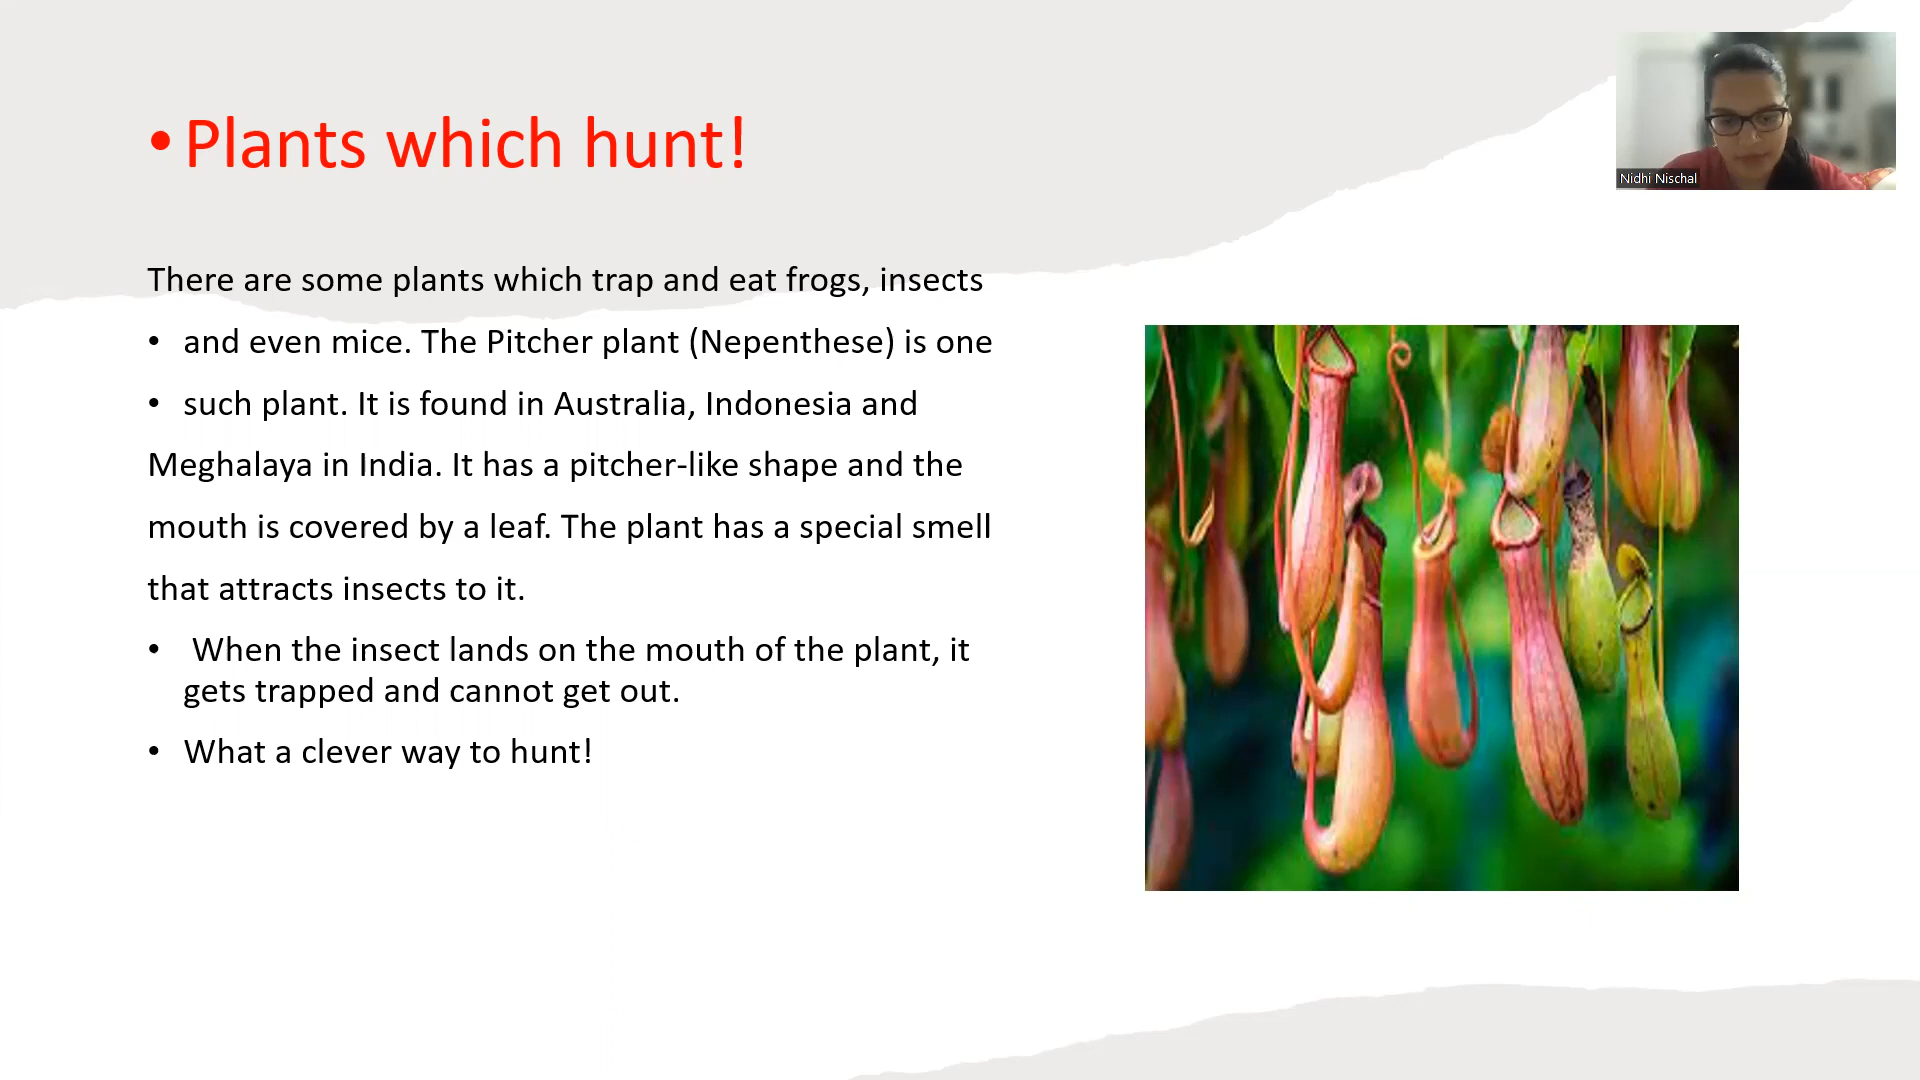 • Plants which hunt!
Nidhi Nischal
There are some plants which trap and eat frogs, insects
• and even mice. The Pitcher plant (Nepenthese) is one
• such plant. It is found in Australia, Indonesia and
Meghalaya in India. It has a pitcher-like shape and the
mouth is covered by a leaf. The plant has a special smell
that attracts insects to it.
• When the insect lands on the mouth of the plant, it
gets trapped and cannot get out.
• What a clever way to hunt!